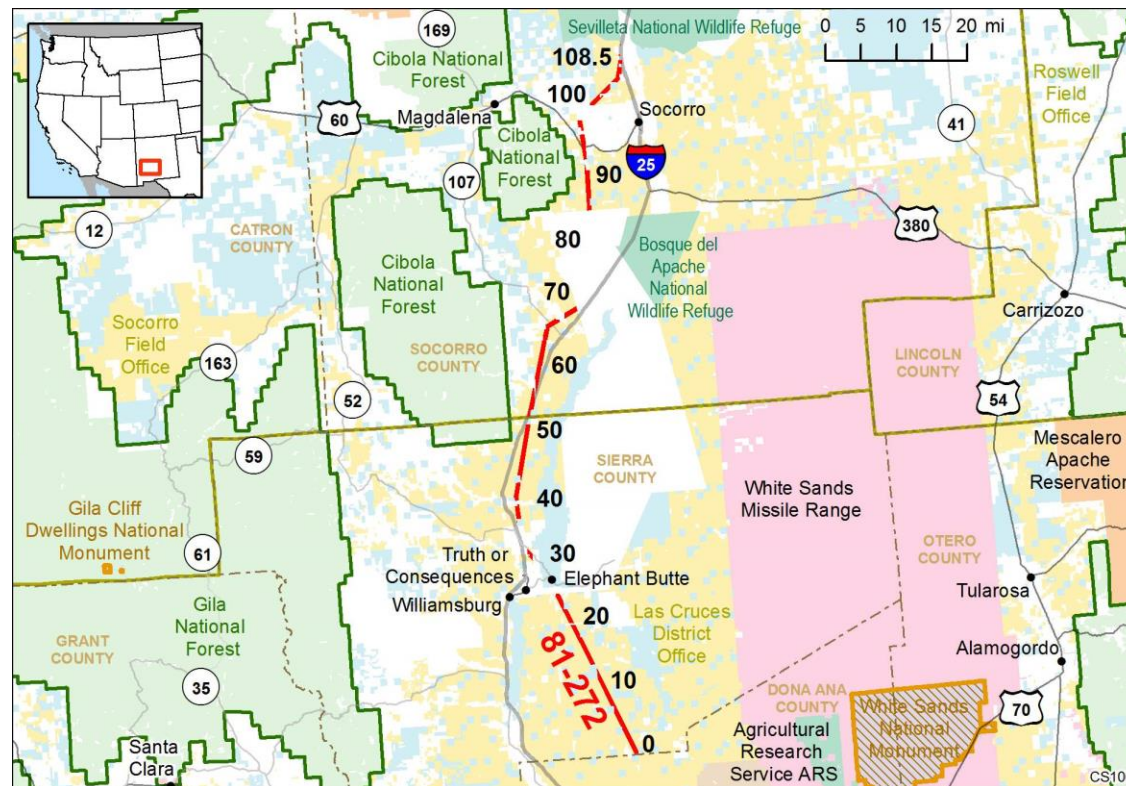 169
Cibola National
Forest
Sevilleta National Wildlife Refuge
0 5 10 20 mi
108.5
100
Roswell
Field
Office
60
Magdalena
Socorro
41
Cibola
National
Forest
25
107
90
12
CATRON
COUNTY
380
80
Bosque del
Apache
National
Wildlife Refuge
Cibola
National
Forest
70
Carrizozo
Socorro
Field
Office
163
SOCORRO
COUNTY
60
LINCOLN
COUNTY
54
52
50
59
SIERRA
COUNTY
Mescalero
Apache
Reservation
40
White Sands
Missile Range
Gila Cliff
Dwellings National
Monument
61
OTERO
COUNTY
30
Truth or
Consequences
Elephant Butte
Williamsburg
Tularosa
20
Gila
National
Forest
GRANT
COUNTY
Las Cruces
District
Office
81-272
Alamogordo
35
10
DONA ANA
COUNTY
White Sands
National
Monument
70
0
Agricultural
Research
Service ARS
Santa
Clara
CS10